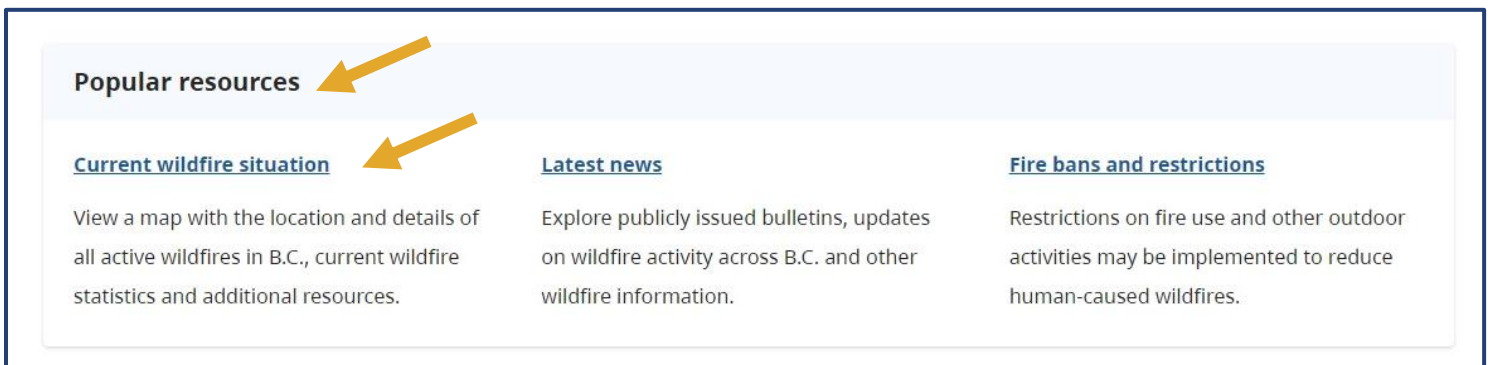 Popular resources
Current wildfire situation
View a map with the location and details of
all active wildfires in B.C., current wildfire
statistics and additional resources.
Latest news
Explore publicly issued bulletins, updates
on wildfire activity across B.C. and other
wildfire information.
Fire bans and restrictions
Restrictions on fire use and other outdoor
activities may be implemented to reduce
human-caused wildfires.